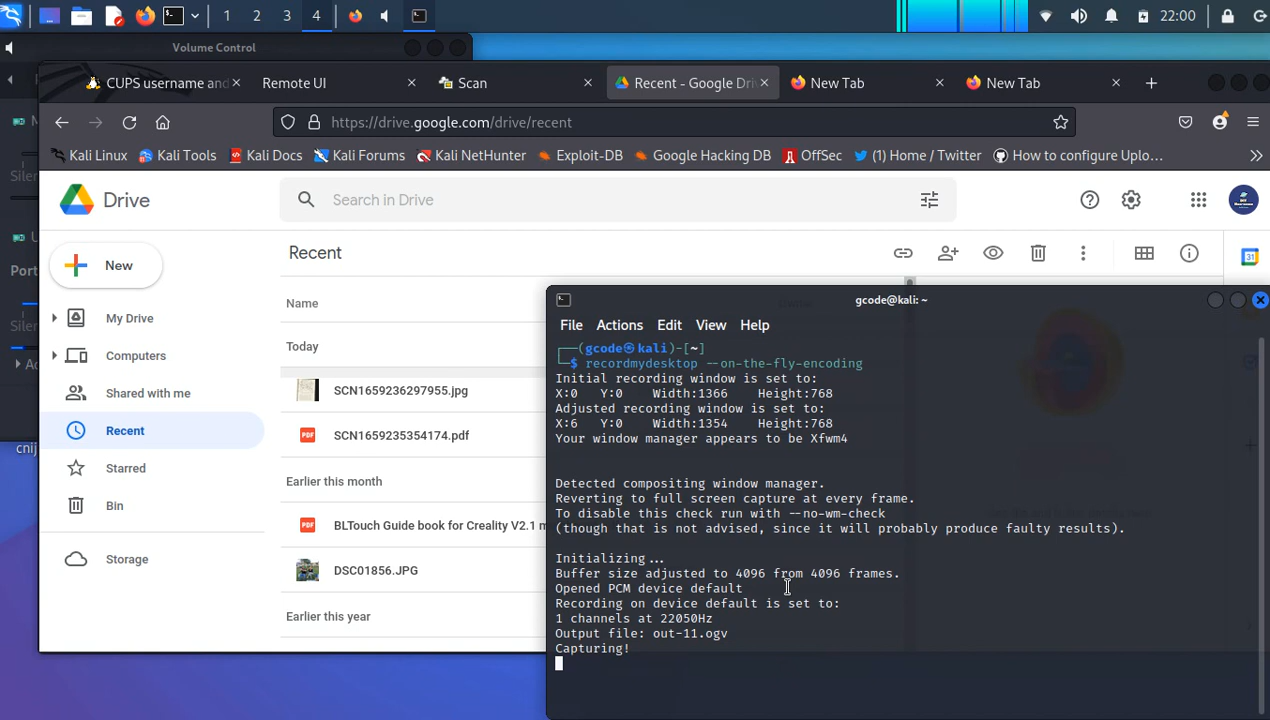 1 2 3 4
22:00
Volume Control
CUPS username and
Remote UI
Scan
Recent - Google Dri
New Tab
New Tab
https://drive.google.com/drive/recent
Kali Linux
Kali Tools
Kali Docs
Kali Forums
Kali NetHunter
Exploit-DB
Google Hacking DB
OffSec
(1) Home / Twitter
How to configure Uplo…
Drive
Search in Drive
New
My Drive
Computers
Shared with me
Recent
Starred
Bin
Storage
Silen
Port
Silen
cnij
Recent
Name
Today
SCN1659236297955.jpg
SCN1659235354174.pdf
Earlier this month
BLTouch Guide book for Creality V2.1 m
DSC01856.JPG
Earlier this year
31
gcode@kali: ~
File Actions Edit View Help
┌──(gcode㉿kali)-[~]
└─$ recordmydesktop --on-the-fly-encoding
Initial recording window is set to:
X:0 Y:0 Width:1366 Height:768
Adjusted recording window is set to:
X:6 Y:0 Width:1354 Height:768
Your window manager appears to be Xfwm4
Detected compositing window manager.
Reverting to full screen capture at every frame.
To disable this check run with --no-wm-check
(though that is not advised, since it will probably produce faulty results).
Initializing...
Buffer size adjusted to 4096 from 4096 frames.
Opened PCM device default
Recording on device default is set to:
1 channels at 22050Hz
Output file: out-11.ogv
Capturing!